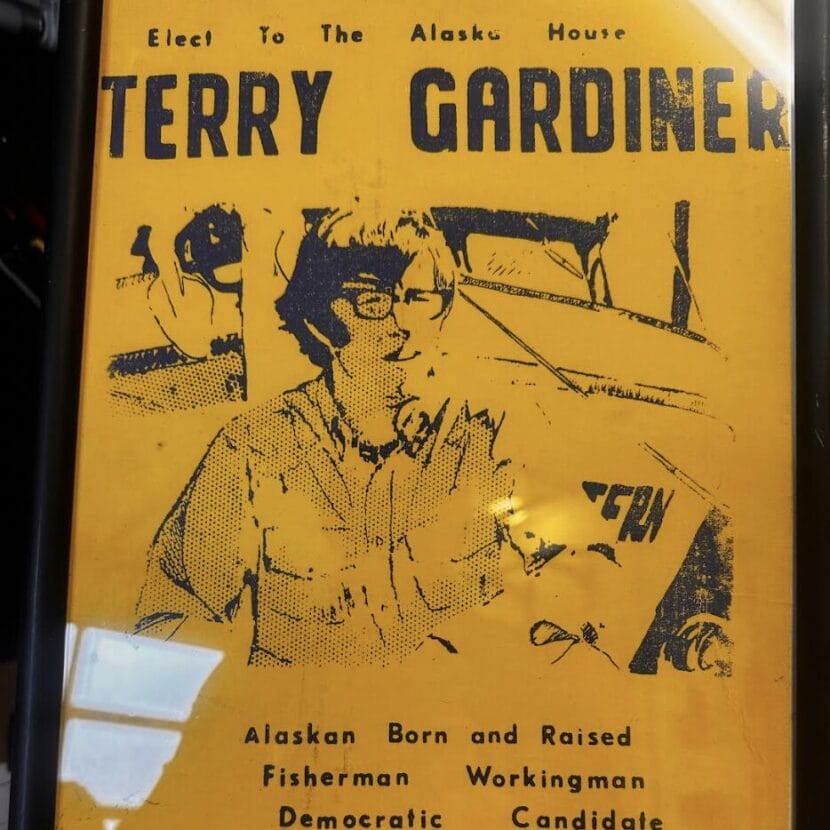 Elect To The Alaska House
TERRY GARDINER
Alaskan Born and Raised
Fisherman Workingman
Democratic Candidate